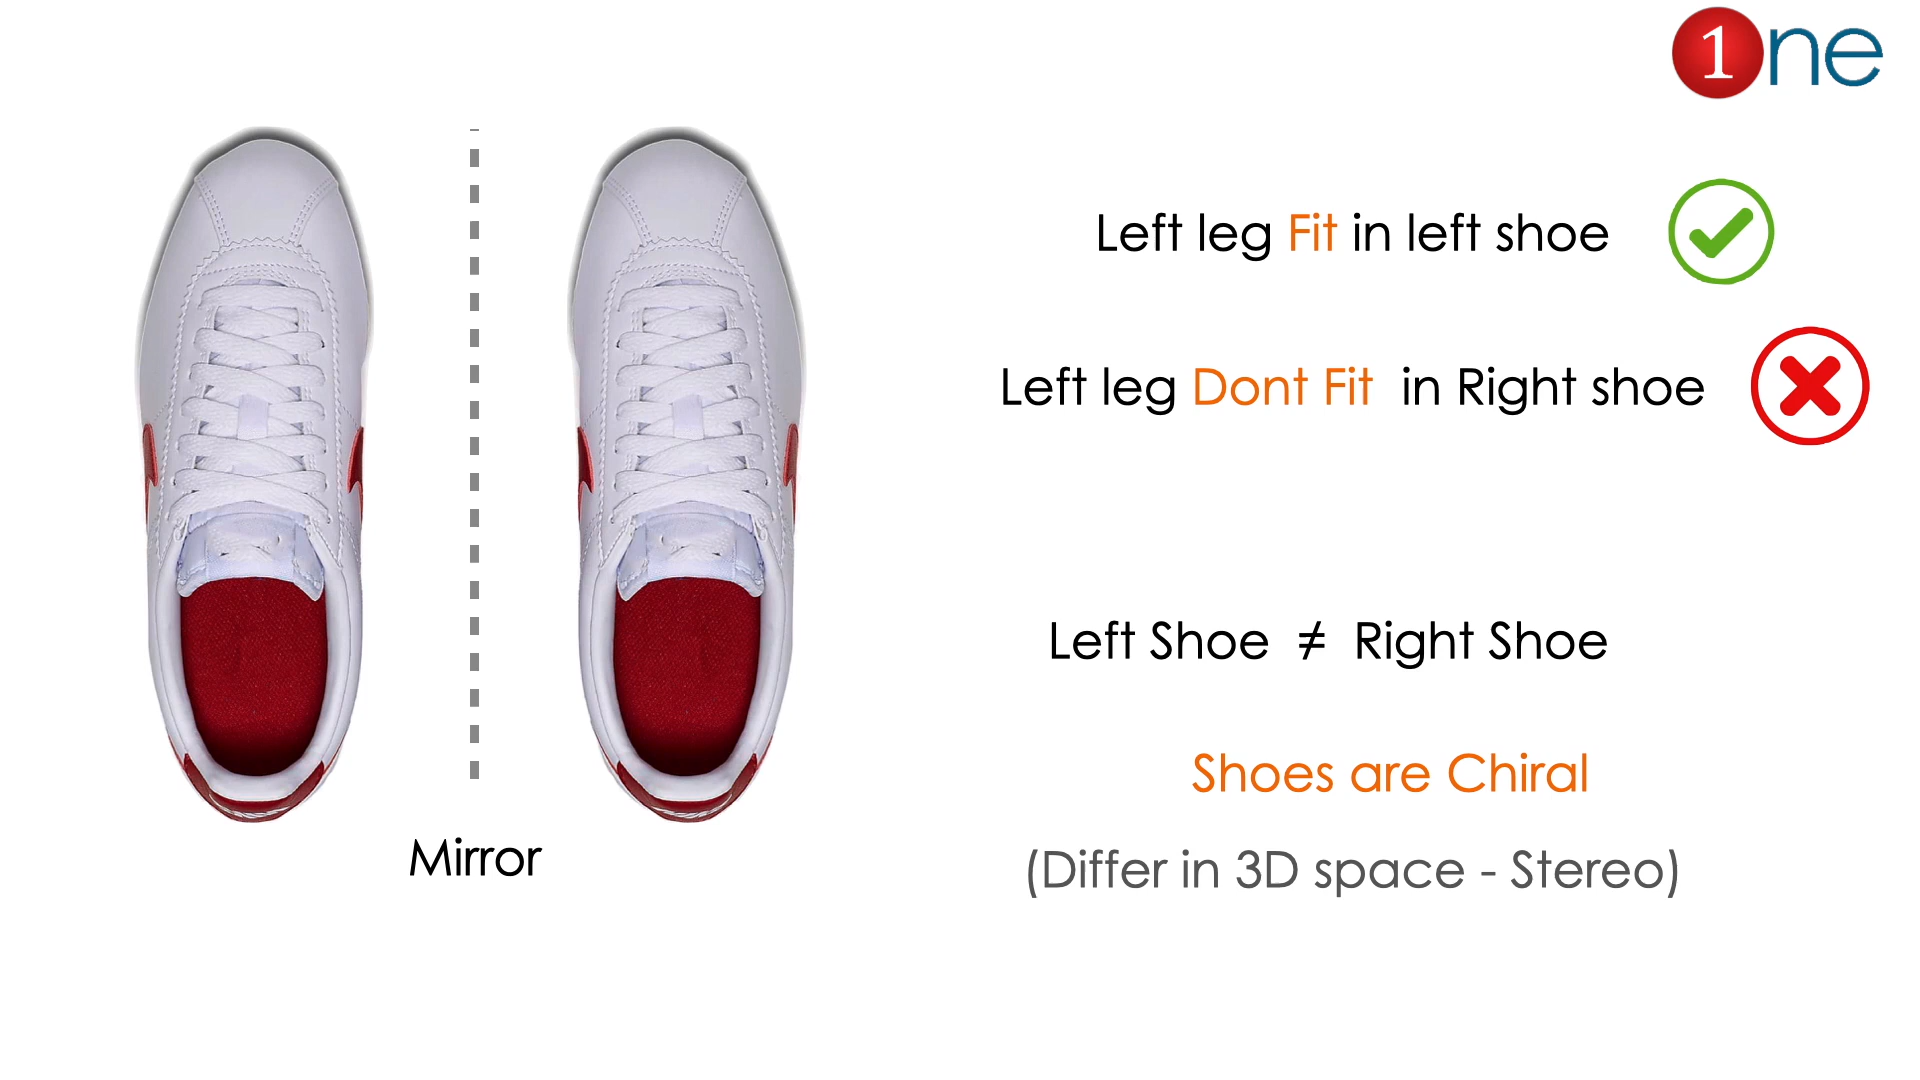 1ne
Left leg Fit in left shoe
Left leg Dont Fit in Right shoe
Left Shoe ≠ Right Shoe
Shoes are Chiral
Mirror
(Differ in 3D space - Stereo)